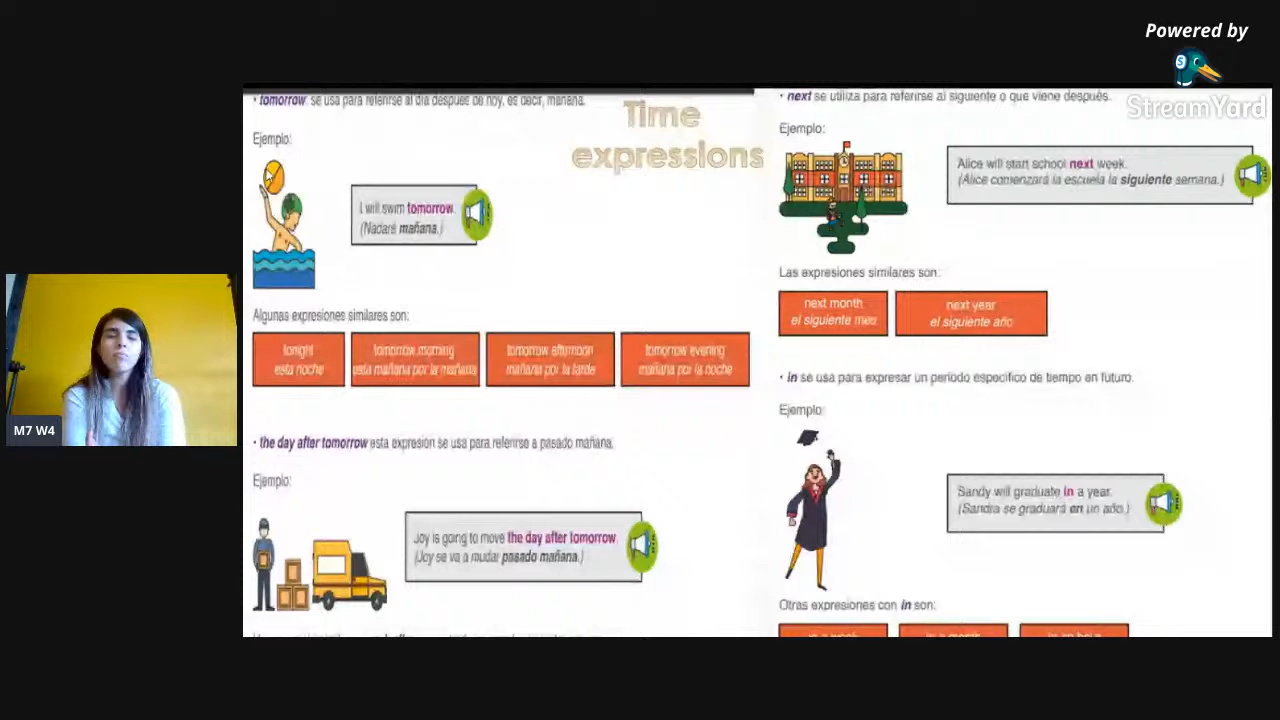 Powered by
StreamYard
Time
expressions
• tomorrow: se usa para referirse al día después de hoy, es decir, mañana.
Ejemplo:
I will swim tomorrow.
(Nadaré mañana.)
Algunas expresiones similares son:
tonight
esta noche
tomorrow morning
esta mañana por la mañana
tomorrow afternoon
mañana por la tarde
tomorrow evening
mañana por la noche
• the day after tomorrow esta expresión se usa para referirse a pasado mañana.
Ejemplo:
Joy is going to move the day after tomorrow.
(Joy se va a mudar pasado mañana.)
• next se utiliza para referirse al siguiente o que viene después.
Ejemplo:
Alice will start school next week.
(Alice comenzará la escuela la siguiente semana.)
Las expresiones similares son:
next month
el siguiente mes
next year
el siguiente año
• in se usa para expresar un período específico de tiempo en futuro.
Ejemplo:
Sandy will graduate in a year.
(Sandra se graduará en un año.)
Otras expresiones con in son:
M7 W4